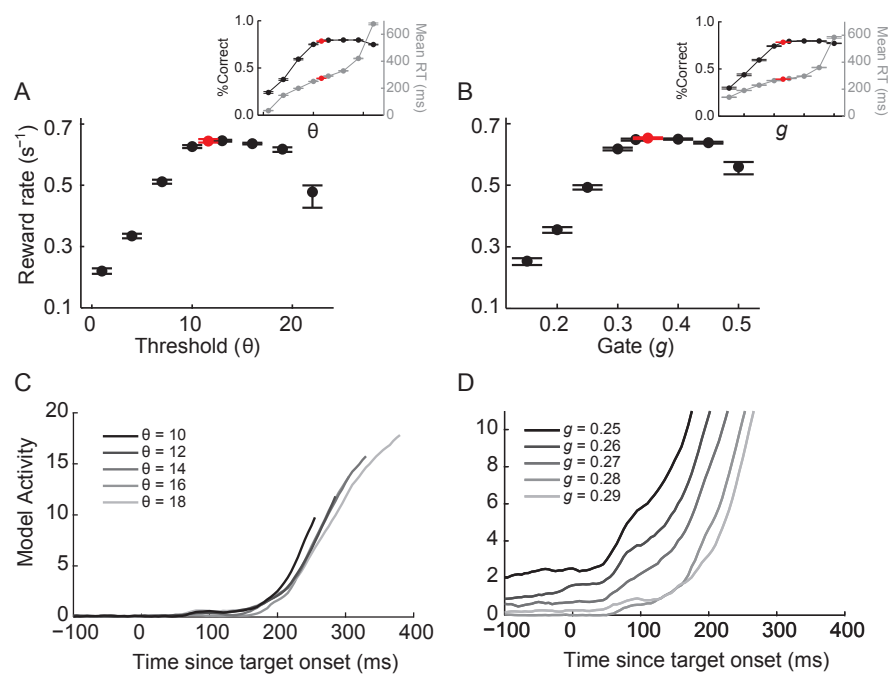 A
1.0
0.5
0.0
%Correct
600
400
200
0
Mean RT (ms)
θ
0.7
0.5
0.3
0.1
Reward rate (s⁻¹)
0
10
20
Threshold (θ)
B
1.0
0.5
0.0
%Correct
600
400
200
0
Mean RT (ms)
g
0.7
0.5
0.3
0.1
0.2
0.3
0.4
0.5
Gate (g)
C
20
15
10
5
0
Model Activity
θ = 10
θ = 12
θ = 14
θ = 16
θ = 18
−100
0
100
200
300
400
Time since target onset (ms)
D
10
8
6
4
2
0
g = 0.25
g = 0.26
g = 0.27
g = 0.28
g = 0.29
−100
0
100
200
300
400
Time since target onset (ms)